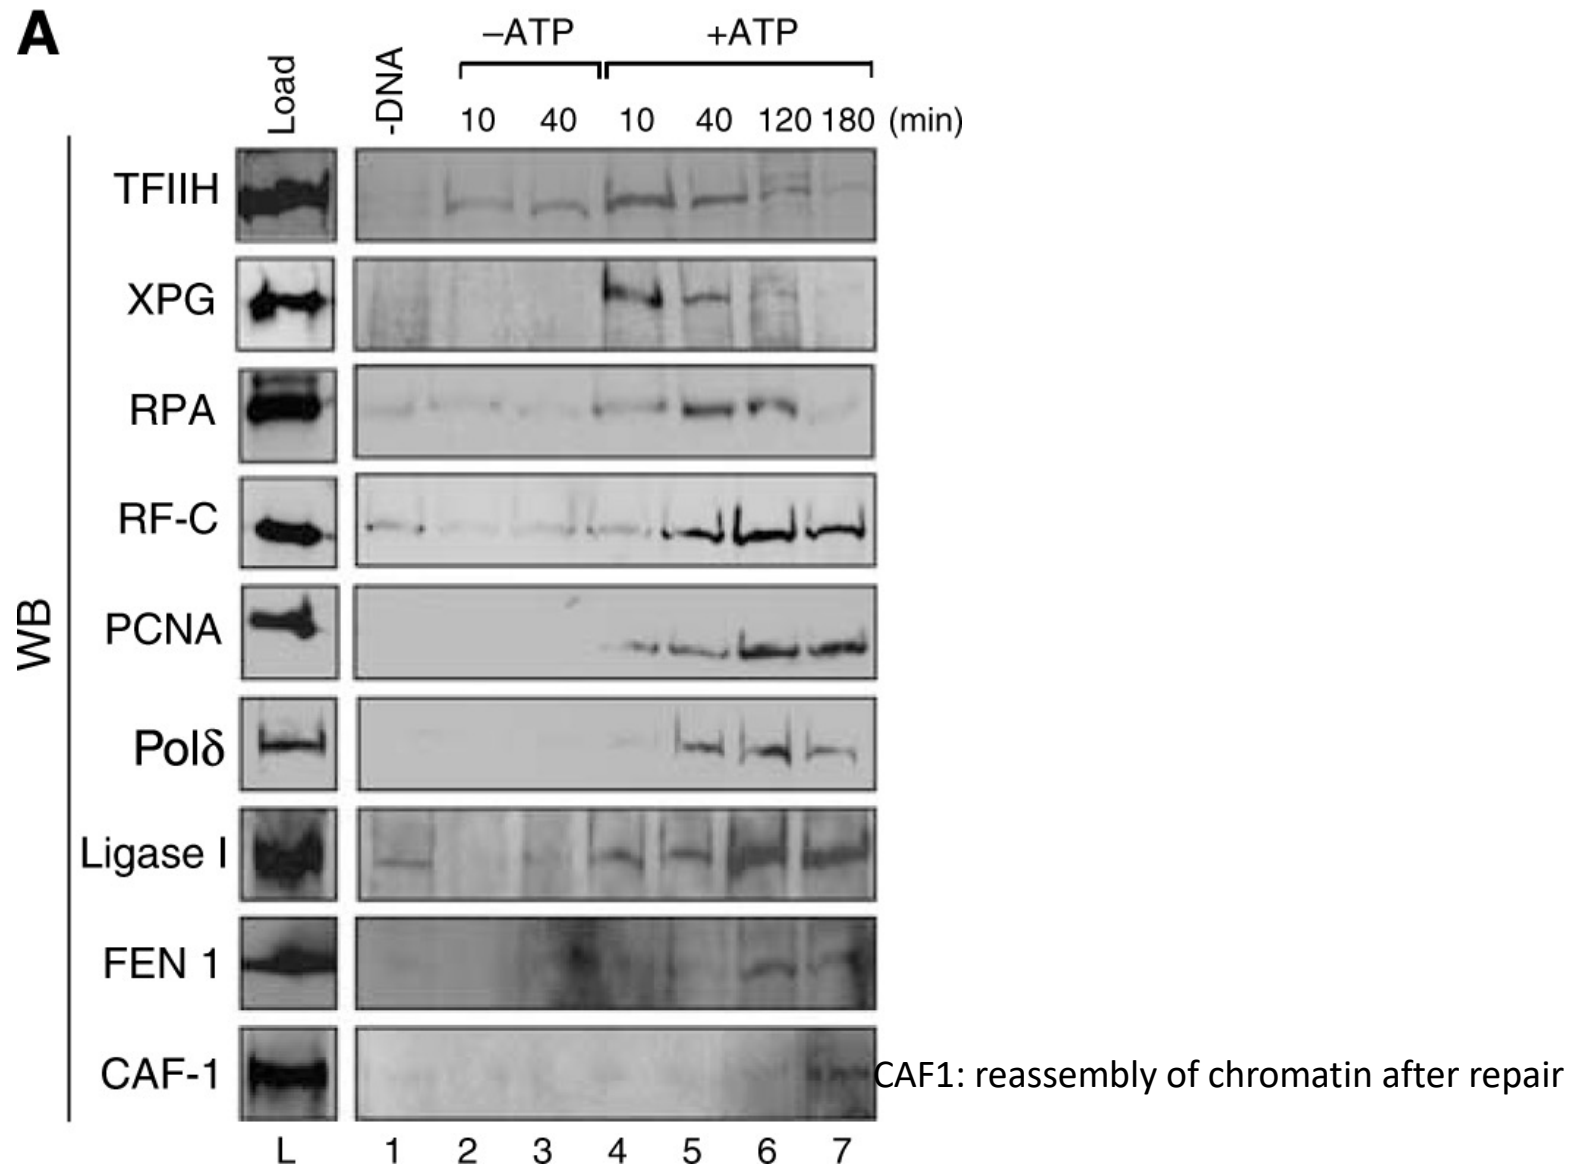 A
–ATP +ATP
Load -DNA 10 40 10 40 120 180 (min)
TFIIH
XPG
RPA
RF-C
WB
PCNA
Polδ
Ligase I
FEN 1
CAF-1 CAF1: reassembly of chromatin after repair
L 1 2 3 4 5 6 7